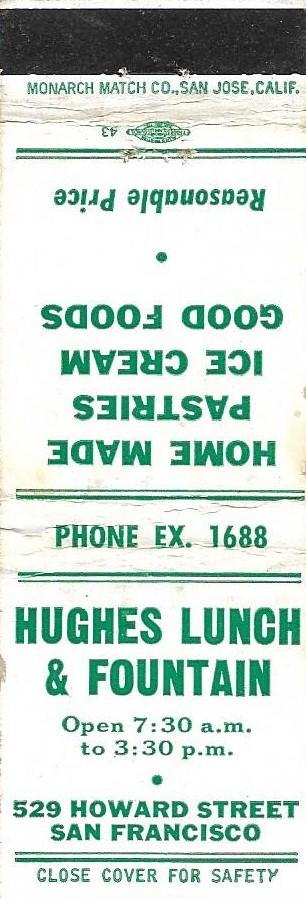 MONARCH MATCH CO., SAN JOSE, CALIF.
43
HOME MADE
PASTRIES
ICE CREAM
GOOD FOODS
•
Reasonable Price
PHONE EX. 1688
HUGHES LUNCH
& FOUNTAIN
Open 7:30 a.m.
to 3:30 p.m.
•
529 HOWARD STREET
SAN FRANCISCO
CLOSE COVER FOR SAFETY